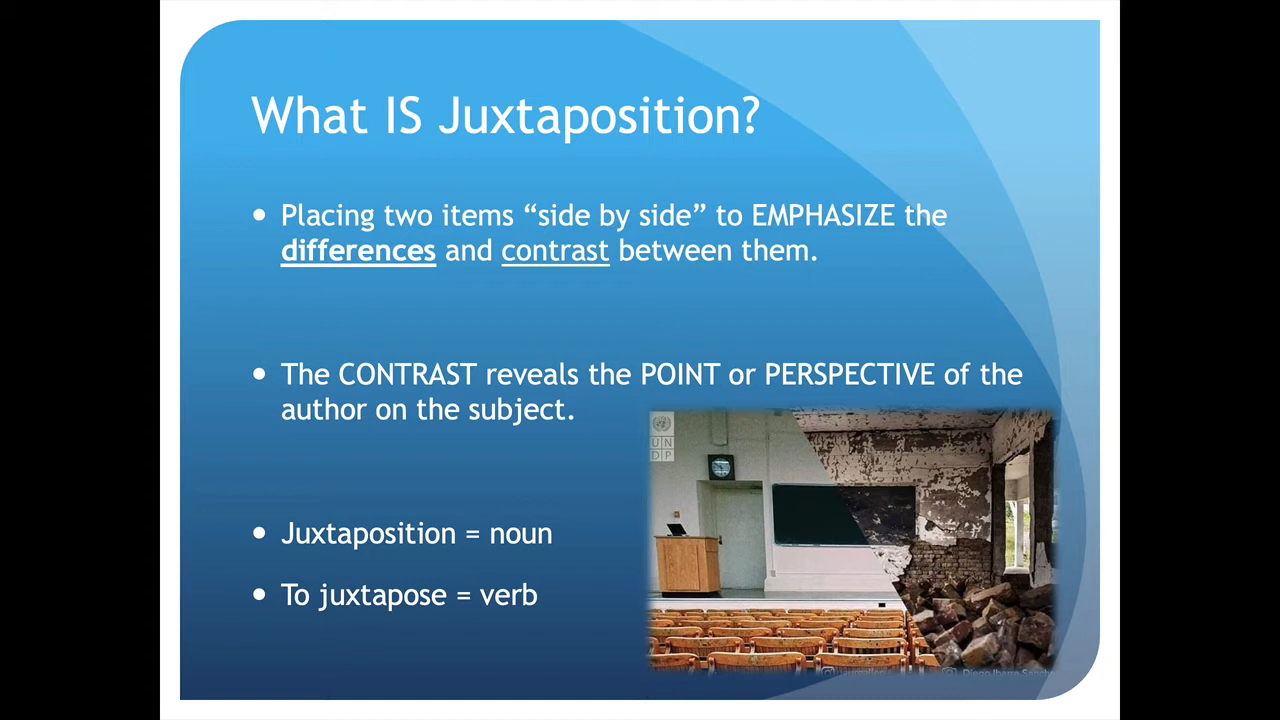 What IS Juxtaposition?
• Placing two items “side by side” to EMPHASIZE the
differences and contrast between them.
• The CONTRAST reveals the POINT or PERSPECTIVE of the
author on the subject.
U N
D P
• Juxtaposition = noun
• To juxtapose = verb